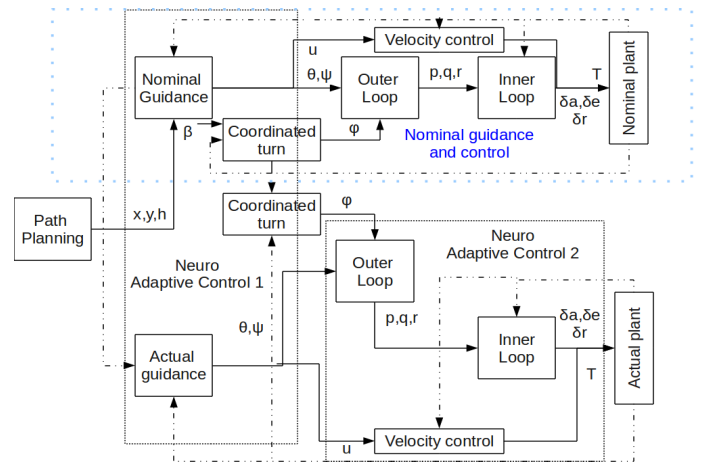 Velocity control
u
Nominal
Guidance
θ,ψ
Outer
Loop
p,q,r
Inner
Loop
T
δa,δe
δr
Nominal plant
β
Coordinated
turn
φ
Nominal guidance
and control
Coordinated
turn
φ
Path
Planning
x,y,h
Neuro
Adaptive Control 1
Neuro
Adaptive Control 2
Outer
Loop
θ,ψ
p,q,r
Inner
Loop
δa,δe
δr
T
Actual plant
Actual
guidance
u
Velocity control